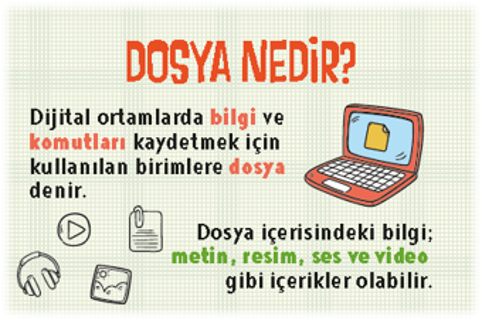 DOSYA NEDİR?
Dijital ortamlarda bilgi ve
komutları kaydetmek için
kullanılan birimlere dosya
denir.
Dosya içerisindeki bilgi;
metin, resim, ses ve video
gibi içerikler olabilir.